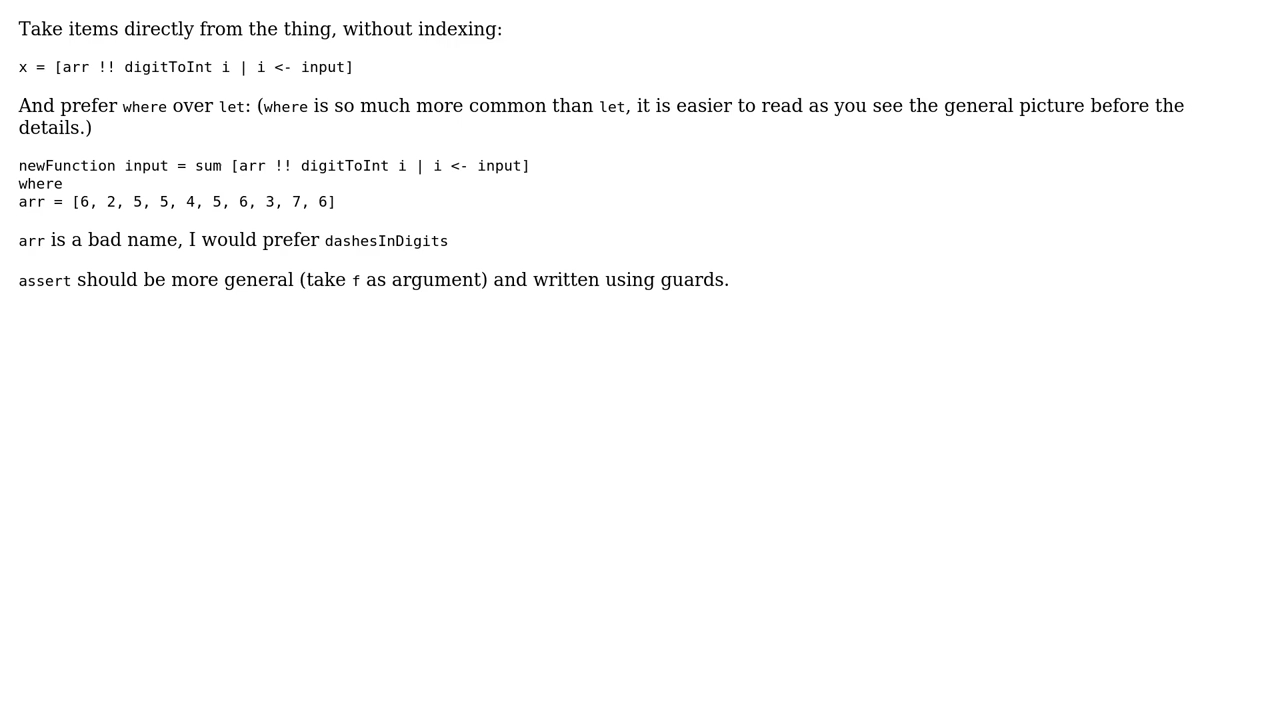 Take items directly from the thing, without indexing:
x = [arr !! digitToInt i | i <- input]
And prefer where over let: (where is so much more common than let, it is easier to read as you see the general picture before the
details.)
newFunction input = sum [arr !! digitToInt i | i <- input]
where
arr = [6, 2, 5, 5, 4, 5, 6, 3, 7, 6]
arr is a bad name, I would prefer dashesInDigits
assert should be more general (take f as argument) and written using guards.